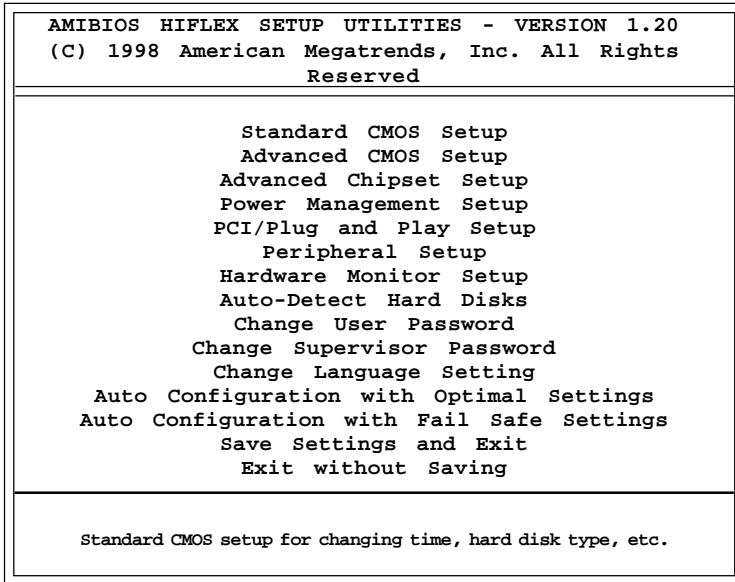 AMIBIOS HIFLEX SETUP UTILITIES - VERSION 1.20
(C) 1998 American Megatrends, Inc. All Rights
Reserved
Standard CMOS Setup
Advanced CMOS Setup
Advanced Chipset Setup
Power Management Setup
PCI/Plug and Play Setup
Peripheral Setup
Hardware Monitor Setup
Auto-Detect Hard Disks
Change User Password
Change Supervisor Password
Change Language Setting
Auto Configuration with Optimal Settings
Auto Configuration with Fail Safe Settings
Save Settings and Exit
Exit without Saving
Standard CMOS setup for changing time, hard disk type, etc.